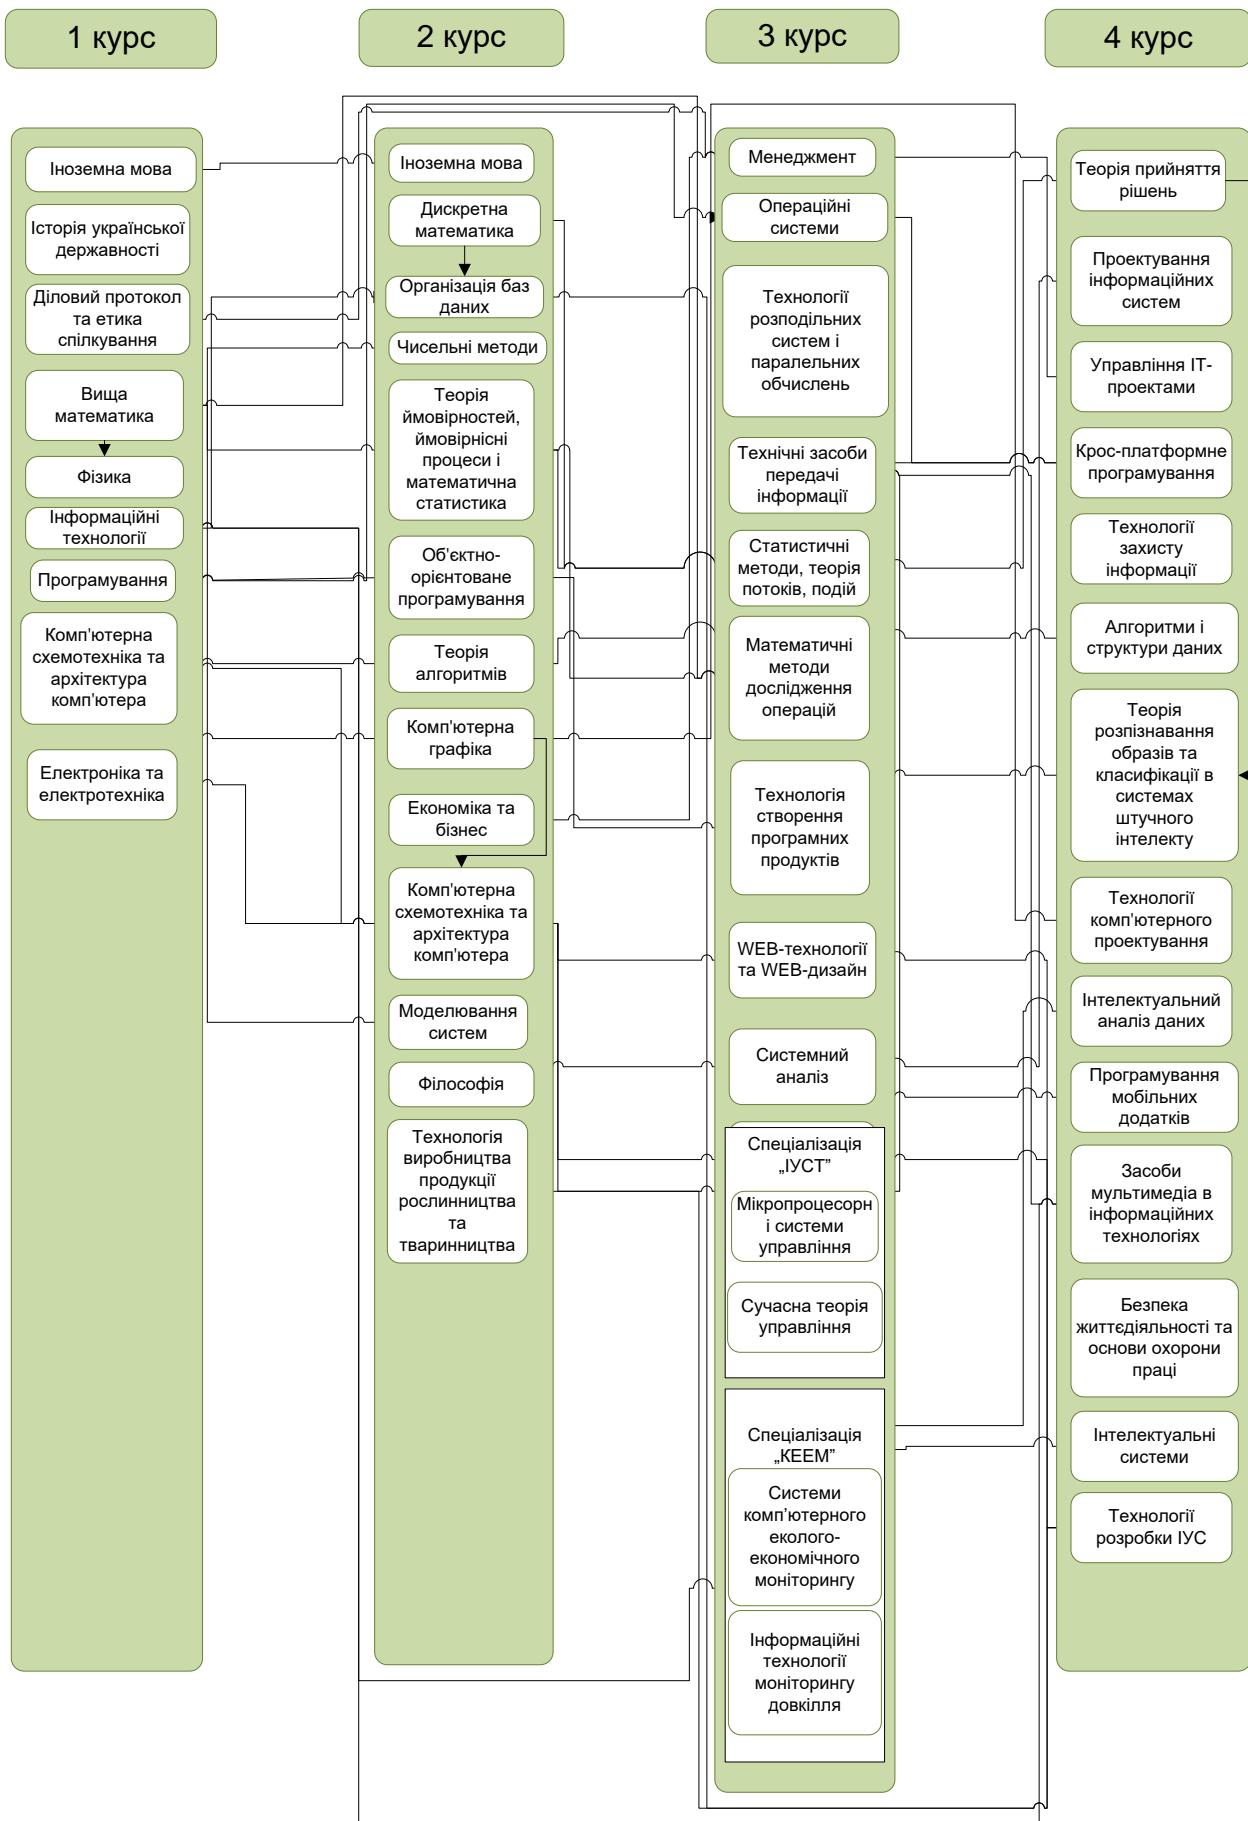 1 курс
2 курс
3 курс
4 курс
Іноземна мова
Історія української
державності
Діловий протокол
та етика
спілкування
Вища
математика
Фізика
Інформаційні
технології
Програмування
Комп'ютерна
схемотехніка та
архітектура
комп'ютера
Електроніка та
електротехніка
Іноземна мова
Дискретна
математика
Організація баз
даних
Чисельні методи
Теорія
ймовірностей,
ймовірнісні
процеси і
математична
статистика
Об'єктно-
орієнтоване
програмування
Теорія
алгоритмів
Комп'ютерна
графіка
Економіка та
бізнес
Комп'ютерна
схемотехніка та
архітектура
комп'ютера
Моделювання
систем
Філософія
Технологія
виробництва
продукції
рослинництва
та
тваринництва
Менеджмент
Операційні
системи
Технології
розподільних
систем і
паралельних
обчислень
Технічні засоби
передачі
інформації
Статистичні
методи, теорія
потоків, подій
Математичні
методи
дослідження
операцій
Технологія
створення
програмних
продуктів
WEB-технології
та WEB-дизайн
Системний
аналіз
Спеціалізація
„ІУСТ”
Мікропроцесорн
і системи
управління
Сучасна теорія
управління
Спеціалізація
„КЕЕМ”
Системи
комп’ютерного
еколого-
економічного
моніторингу
Інформаційні
технології
моніторингу
довкілля
Теорія прийняття
рішень
Проектування
інформаційних
систем
Управління ІТ-
проектами
Крос-платформне
програмування
Технології
захисту
інформації
Алгоритми і
структури даних
Теорія
розпізнавання
образів та
класифікації в
системах
штучного
інтелекту
Технології
комп'ютерного
проектування
Інтелектуальний
аналіз даних
Програмування
мобільних
додатків
Засоби
мультимедіа в
інформаційних
технологіях
Безпека
життєдіяльності та
основи охорони
праці
Інтелектуальні
системи
Технології
розробки ІУС